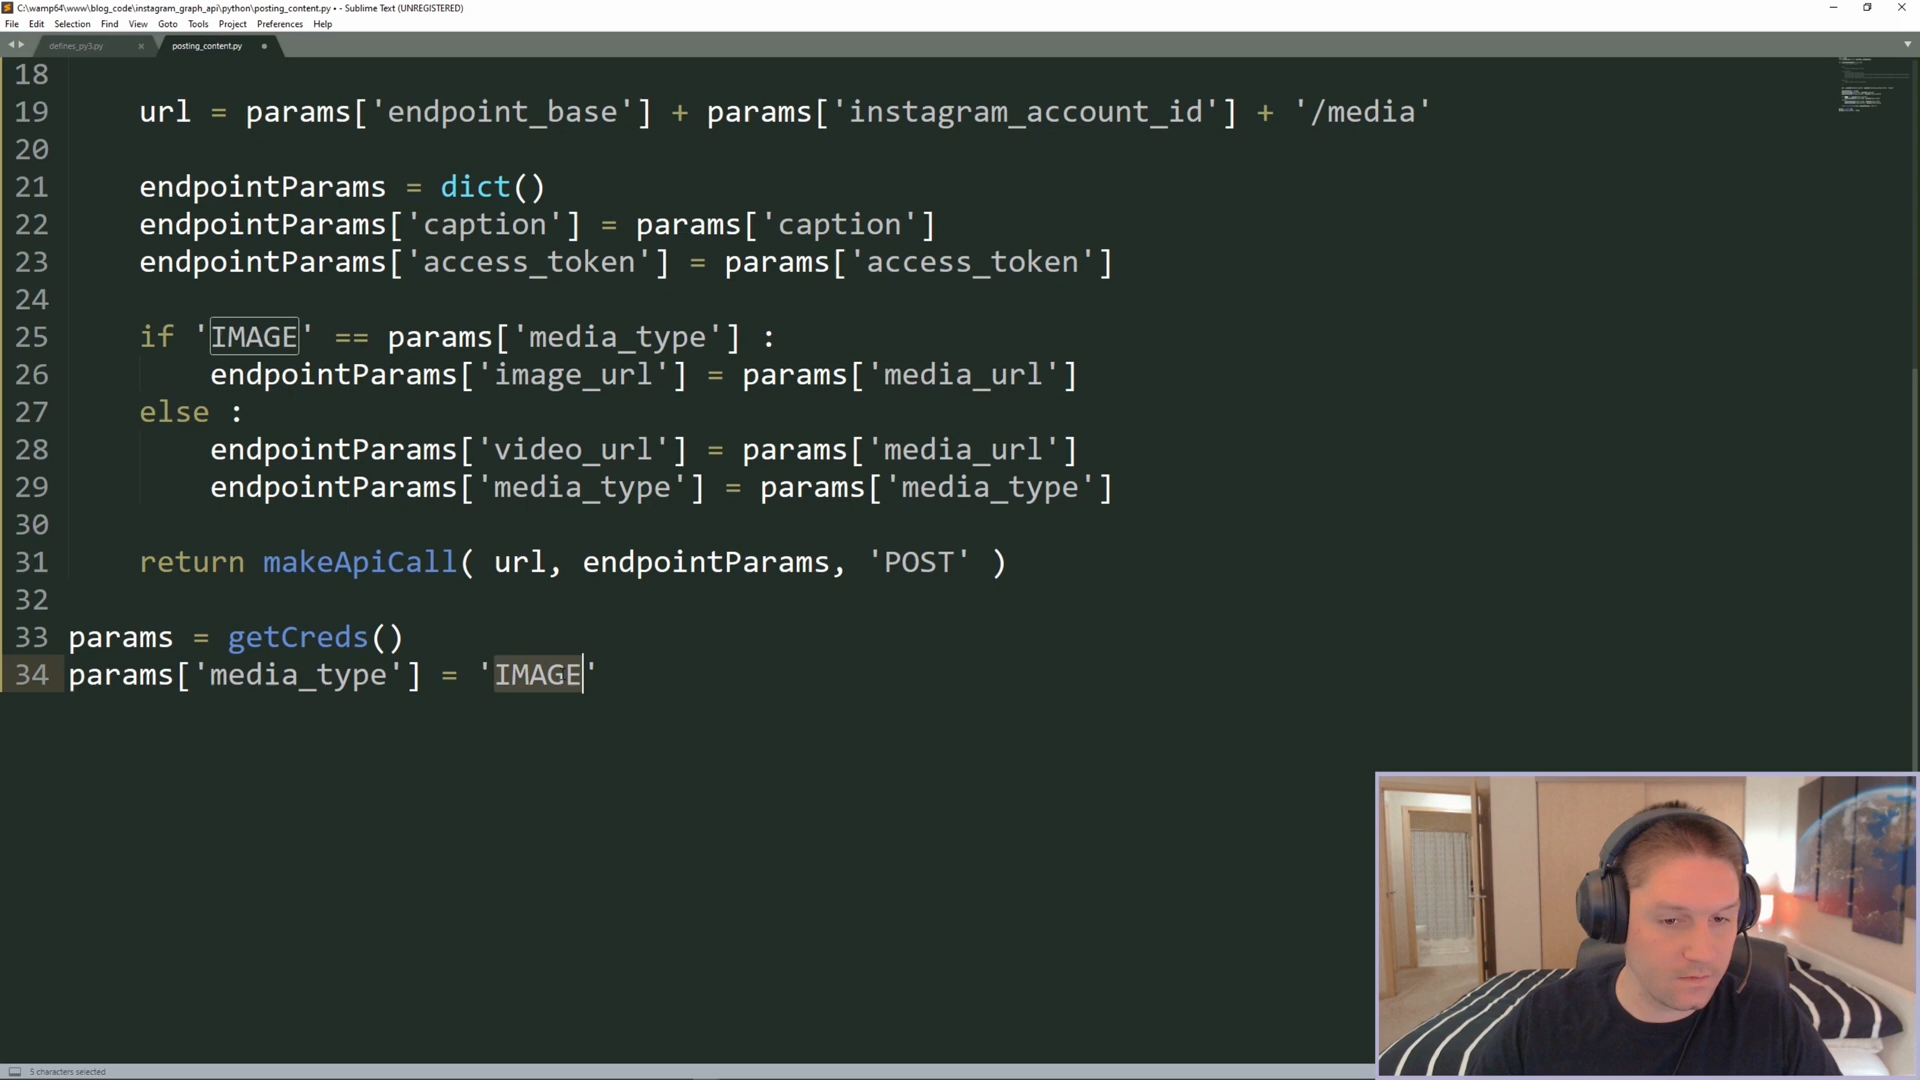 C:\wamp64\www\blog_code\instagram_graph_api\python\posting_content.py • - Sublime Text (UNREGISTERED)
File Edit Selection Find View Goto Tools Project Preferences Help
defines_py3.py posting_content.py
18
19 url = params['endpoint_base'] + params['instagram_account_id'] + '/media'
20
21 endpointParams = dict()
22 endpointParams['caption'] = params['caption']
23 endpointParams['access_token'] = params['access_token']
24
25 if 'IMAGE' == params['media_type'] :
26 endpointParams['image_url'] = params['media_url']
27 else :
28 endpointParams['video_url'] = params['media_url']
29 endpointParams['media_type'] = params['media_type']
30
31 return makeApiCall( url, endpointParams, 'POST' )
32
33 params = getCreds()
34 params['media_type'] = 'IMAGE'
5 characters selected